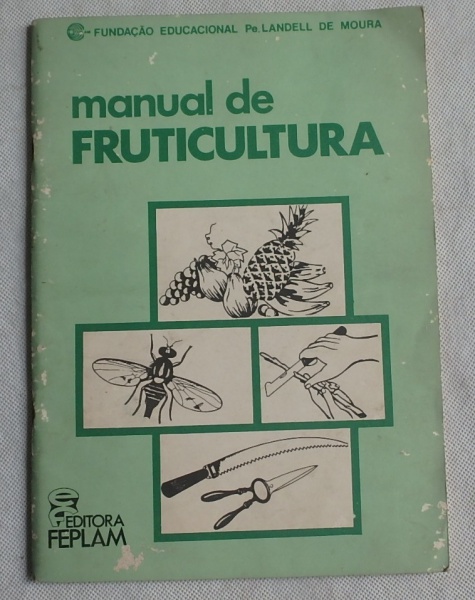 FUNDAÇÃO EDUCACIONAL Pe. LANDELL DE MOURA
manual de
FRUTICULTURA
EDITORA
FEPLAM